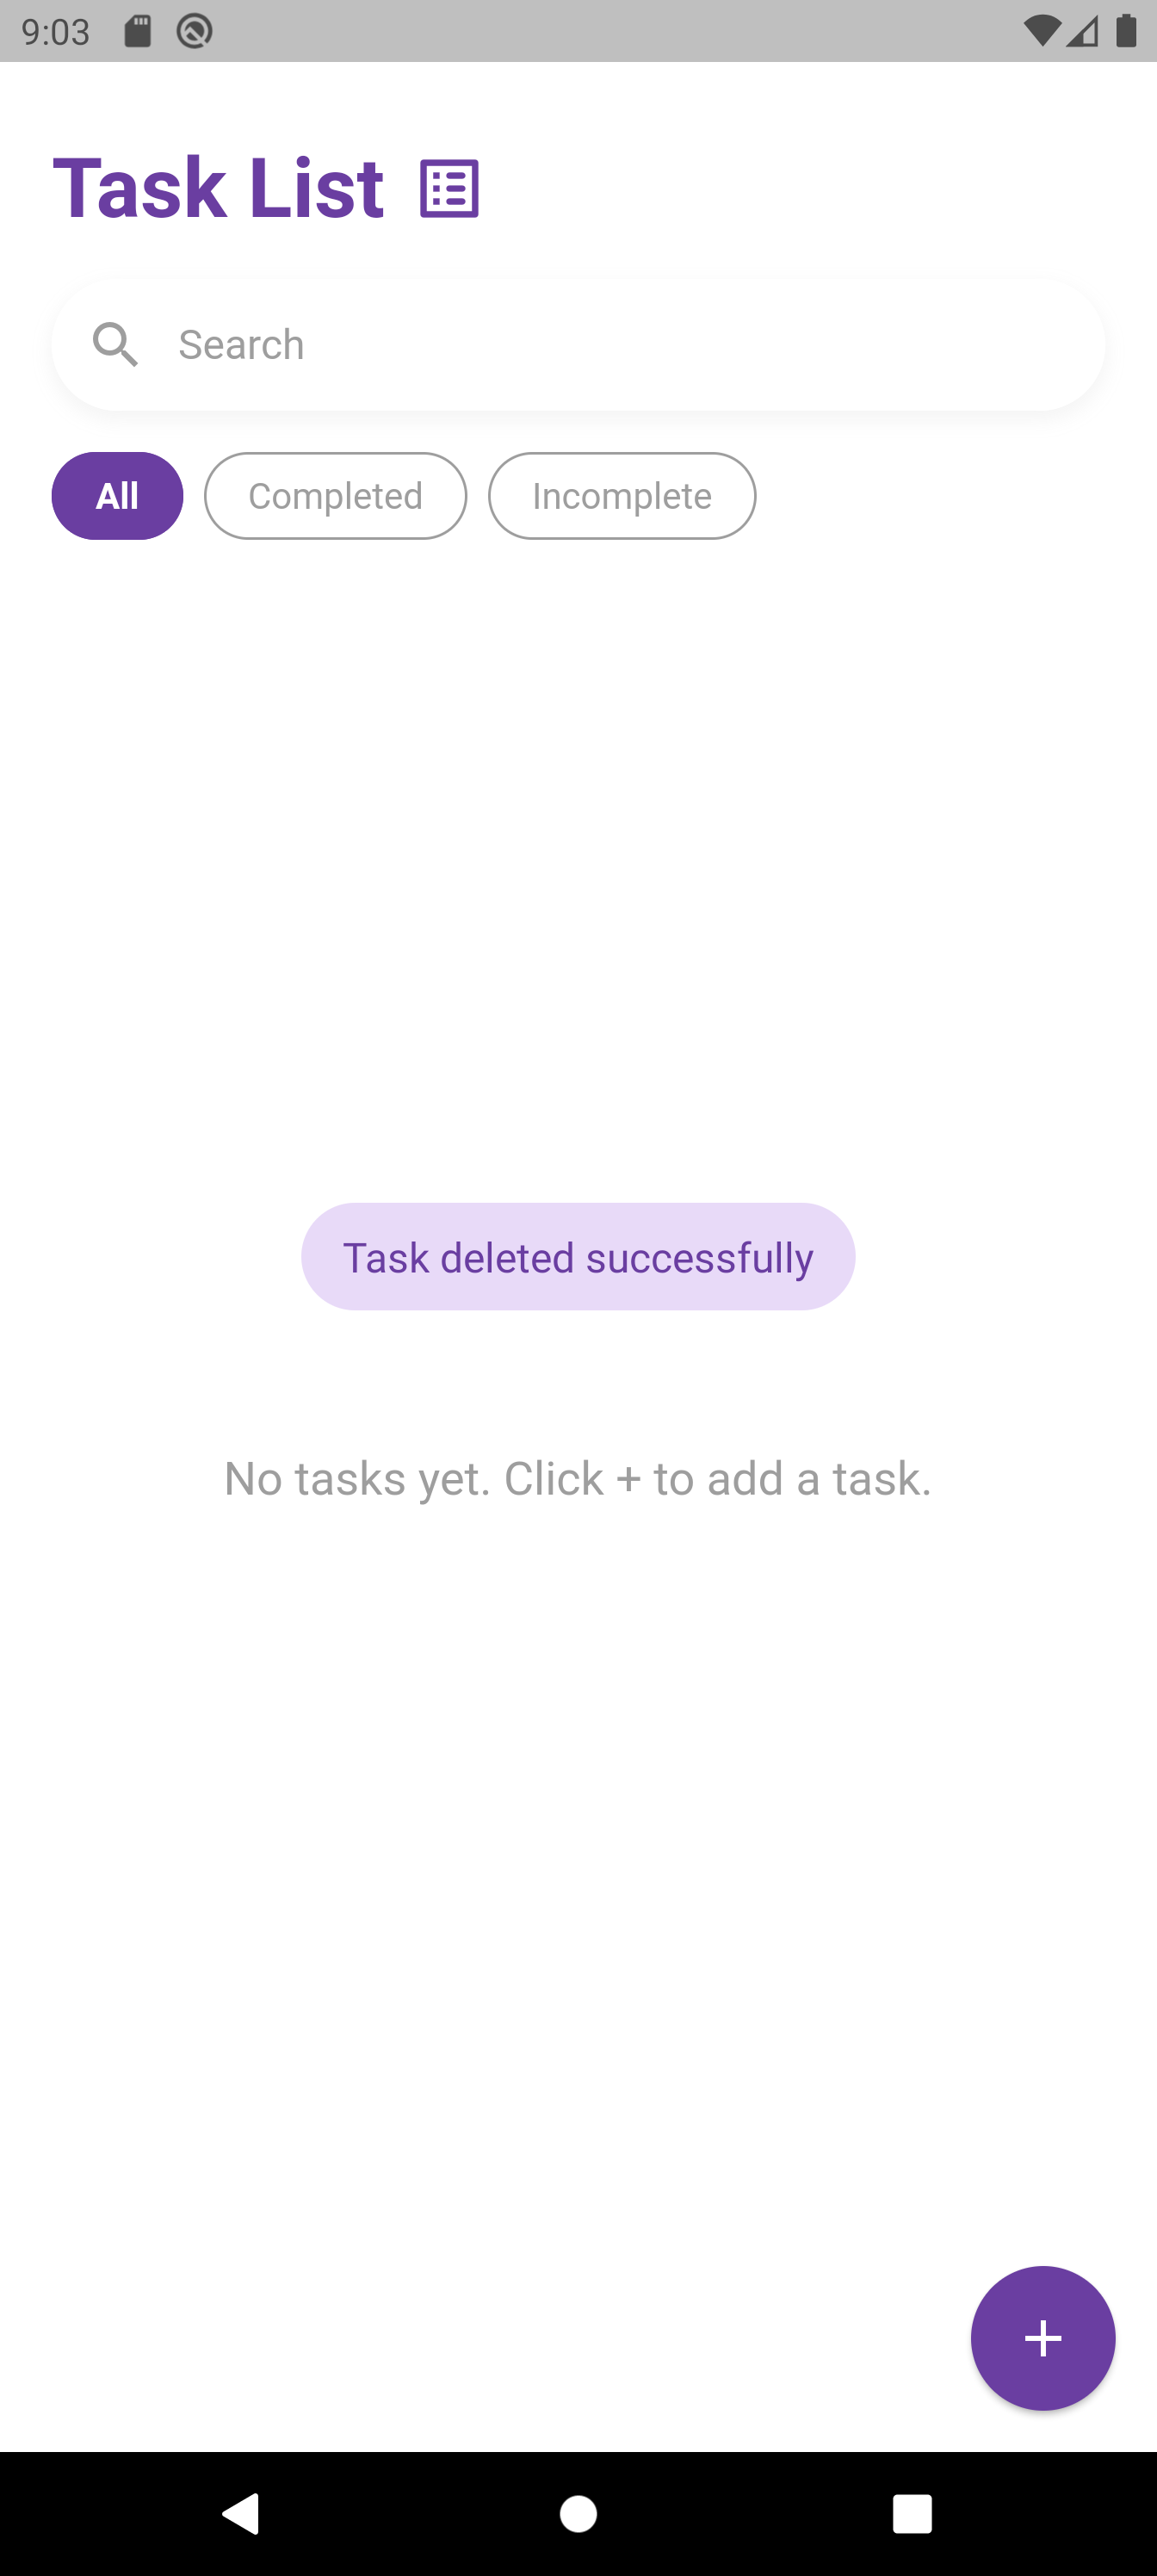 9:03
Task List
Search
All
Completed
Incomplete
Task deleted successfully
No tasks yet. Click + to add a task.